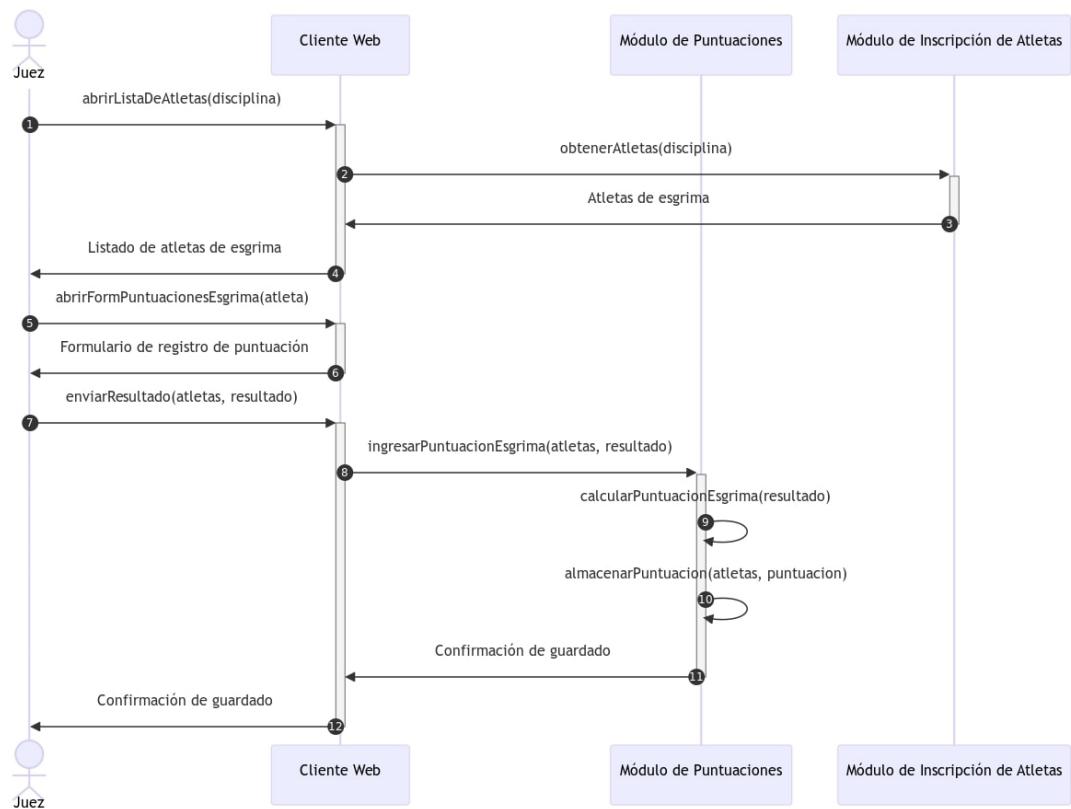 Juez
Cliente Web
Módulo de Puntuaciones
Módulo de Inscripción de Atletas
abrirListaDeAtletas(disciplina)
1
obtenerAtletas(disciplina)
2
Atletas de esgrima
3
Listado de atletas de esgrima
4
abrirFormPuntuacionesEsgrima(atleta)
5
Formulario de registro de puntuación
6
enviarResultado(atletas, resultado)
7
ingresarPuntuacionEsgrima(atletas, resultado)
8
calcularPuntuacionEsgrima(resultado)
9
almacenarPuntuacion(atletas, puntuacion)
10
Confirmación de guardado
11
Confirmación de guardado
12
Juez
Cliente Web
Módulo de Puntuaciones
Módulo de Inscripción de Atletas